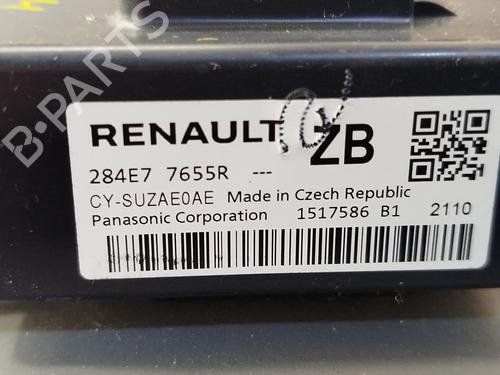 B-PARTS
RENAULT ZB
284E7 7655R ---
CY-SUZAE0AE Made in Czech Republic
Panasonic Corporation 1517586 B1 2110